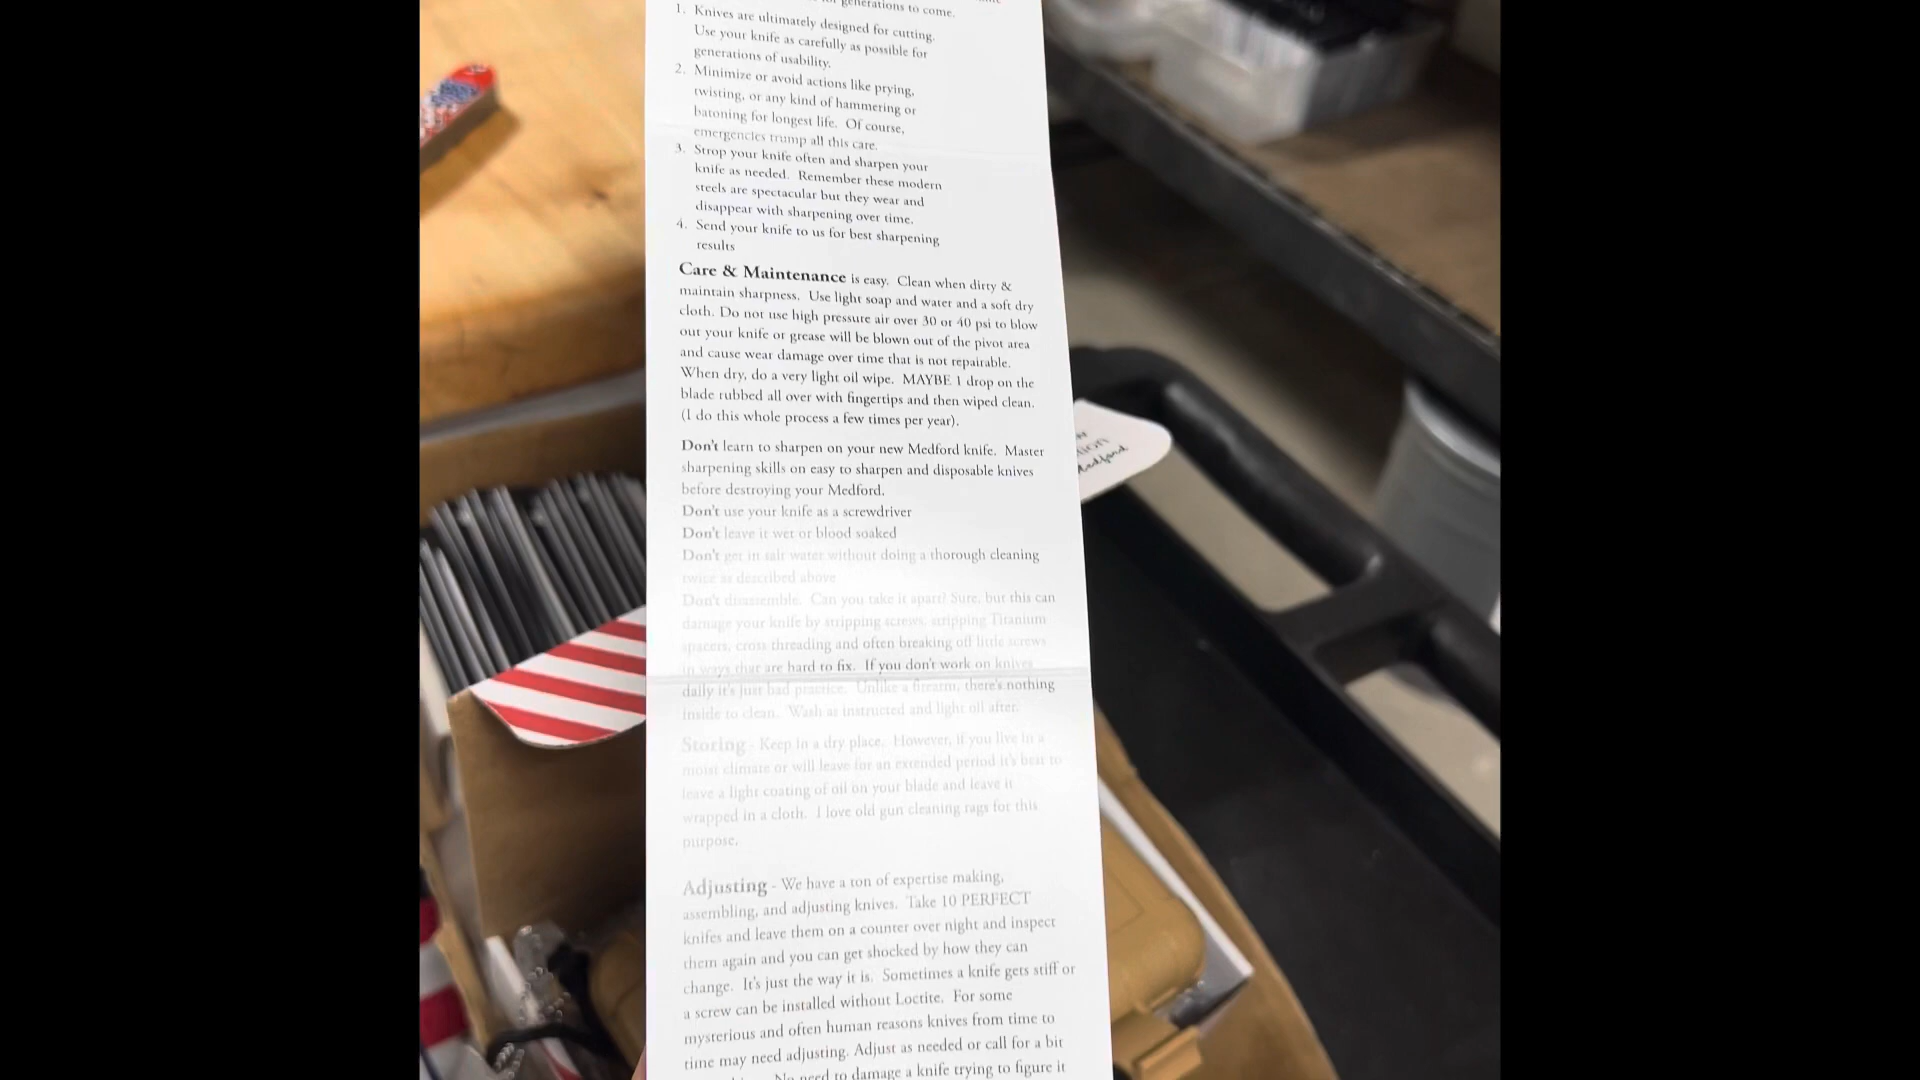 generations to come.
1. Knives are ultimately designed for cutting.
Use your knife as carefully as possible for
generations of usability.
2. Minimize or avoid actions like prying,
twisting, or any kind of hammering or
batoning for longest life. Of course,
emergencies trump all this care.
3. Strop your knife often and sharpen your
knife as needed. Remember these modern
steels are spectacular but they wear and
disappear with sharpening over time.
4. Send your knife to us for best sharpening
results
Care & Maintenance is easy. Clean when dirty &
maintain sharpness. Use light soap and water and a soft dry
cloth. Do not use high pressure air over 30 or 40 psi to blow
out your knife or grease will be blown out of the pivot area
and cause wear damage over time that is not repairable.
When dry, do a very light oil wipe. MAYBE 1 drop on the
blade rubbed all over with fingertips and then wiped clean.
(I do this whole process a few times per year).
Don't learn to sharpen on your new Medford knife. Master
sharpening skills on easy to sharpen and disposable knives
before destroying your Medford.
Don't use your knife as a screwdriver
Don't leave it wet or blood soaked
Don't get in salt water without doing a thorough cleaning
twice as described above
Don't disassemble. Can you take it apart? Sure, but this can
damage your knife by stripping screws, stripping Titanium
spacers, cross threading and often breaking off little screws
in ways that are hard to fix. If you don't work on knives
daily it's just bad practice. Unlike a firearm, there's nothing
inside to clean. Wash as instructed and light oil after.
Storing - Keep in a dry place. However, if you live in a
moist climate or will leave for an extended period it's best to
leave a light coating of oil on your blade and leave it
wrapped in a cloth. I love old gun cleaning rags for this
purpose.
Adjusting - We have a ton of expertise making,
assembling, and adjusting knives. Take 10 PERFECT
knifes and leave them on a counter over night and inspect
them again and you can get shocked by how they can
change. It's just the way it is. Sometimes a knife gets stiff or
a screw can be installed without Loctite. For some
mysterious and often human reasons knives from time to
time may need adjusting. Adjust as needed or call for a bit
No need to damage a knife trying to figure it